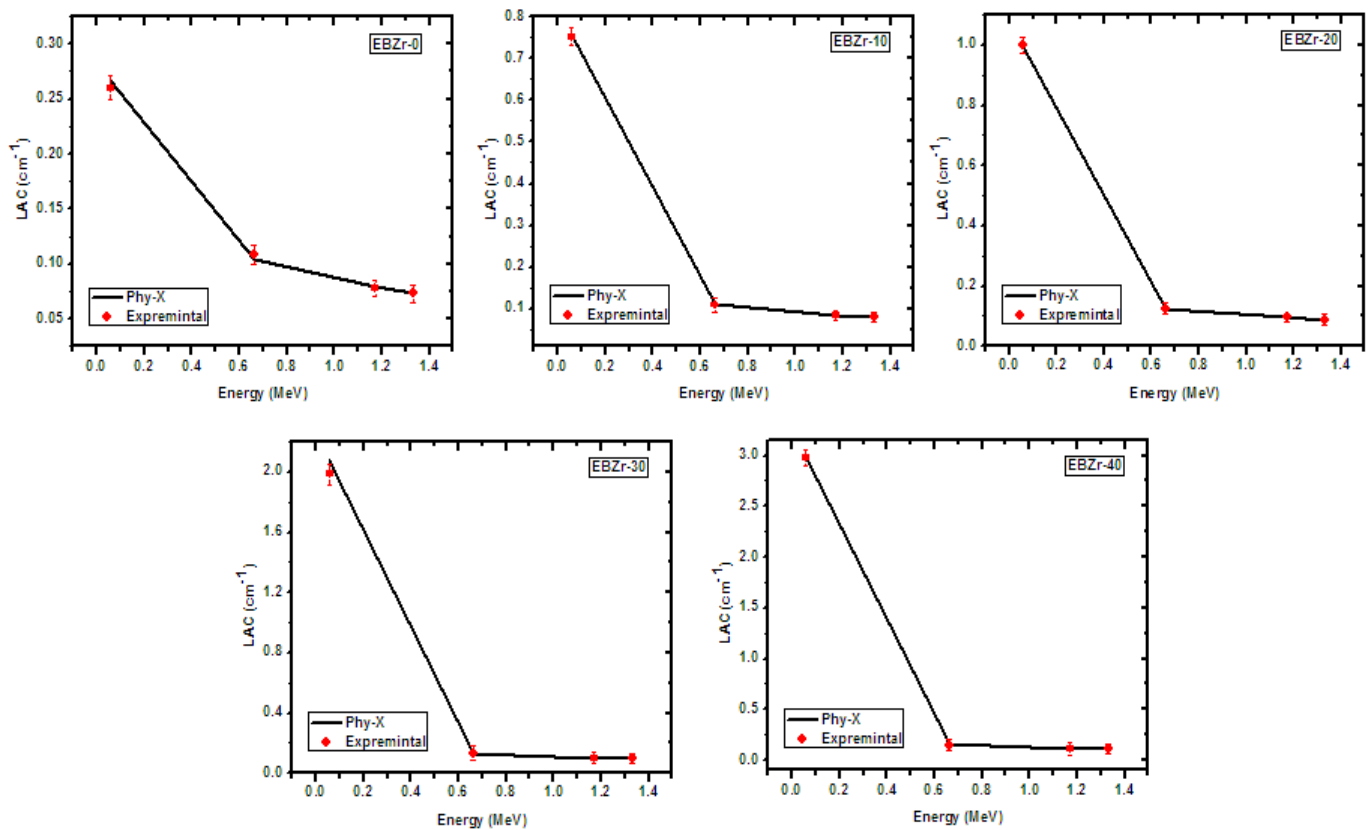 EBZr-0
0.30
0.25
0.20
0.15
0.10
0.05
LAC (cm⁻¹)
Phy-X
Expremintal
0.0 0.2 0.4 0.6 0.8 1.0 1.2 1.4
Energy (MeV)
EBZr-10
0.8
0.7
0.6
0.5
0.4
0.3
0.2
0.1
LAC (cm⁻¹)
Phy-X
Expremintal
0.0 0.2 0.4 0.6 0.8 1.0 1.2 1.4
Energy (MeV)
EBZr-20
1.0
0.8
0.6
0.4
0.2
0.0
LAC (cm⁻¹)
Phy-X
Expremintal
0.0 0.2 0.4 0.6 0.8 1.0 1.2 1.4
Energy (MeV)
EBZr-30
2.0
1.6
1.2
0.8
0.4
0.0
LAC (cm⁻¹)
Phy-X
Expremintal
0.0 0.2 0.4 0.6 0.8 1.0 1.2 1.4
Energy (MeV)
EBZr-40
3.0
2.5
2.0
1.5
1.0
0.5
0.0
LAC (cm⁻¹)
Phy-X
Expremintal
0.0 0.2 0.4 0.6 0.8 1.0 1.2 1.4
Energy (MeV)